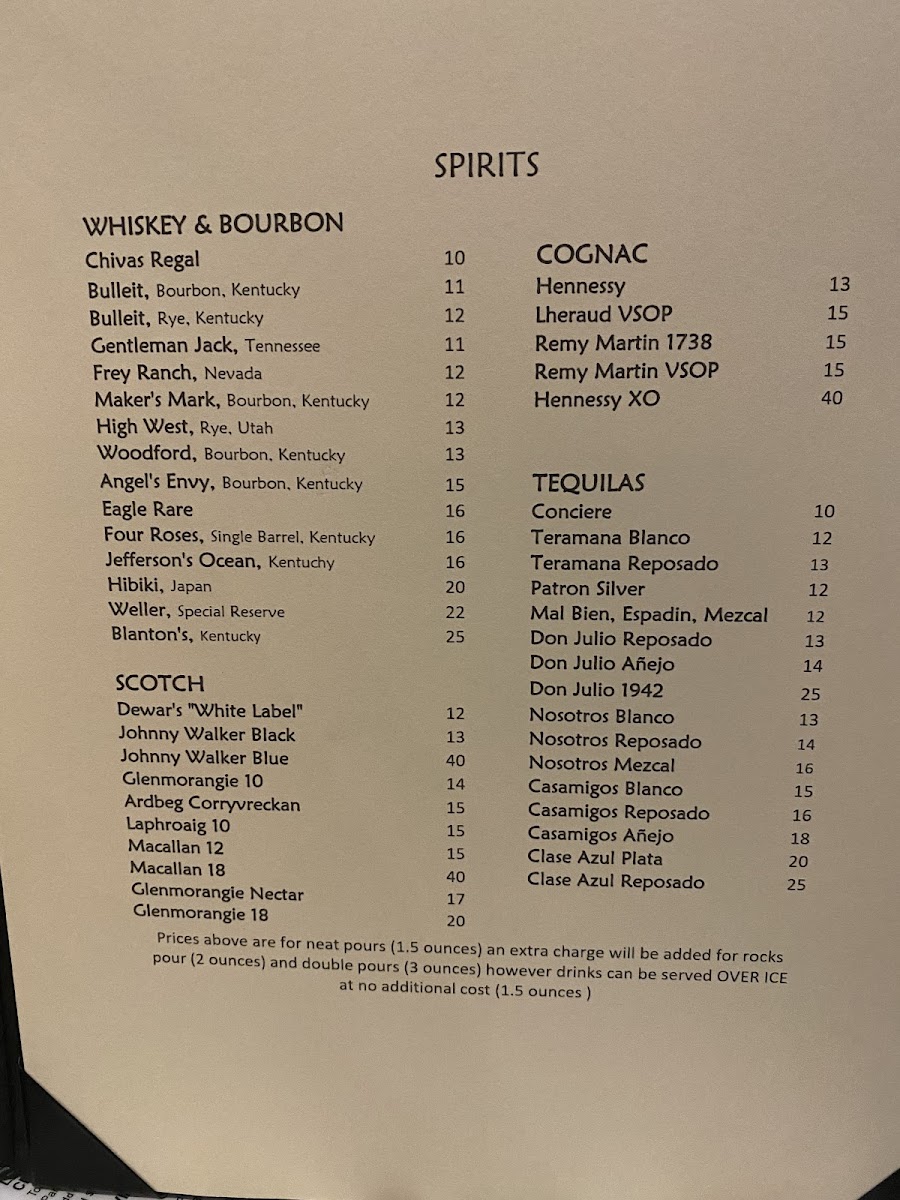 SPIRITS
WHISKEY & BOURBON
Chivas Regal 10
Bulleit, Bourbon, Kentucky 11
Bulleit, Rye, Kentucky 12
Gentleman Jack, Tennessee 11
Frey Ranch, Nevada 12
Maker's Mark, Bourbon, Kentucky 12
High West, Rye, Utah 13
Woodford, Bourbon, Kentucky 13
Angel's Envy, Bourbon, Kentucky 15
Eagle Rare 16
Four Roses, Single Barrel, Kentucky 16
Jefferson's Ocean, Kentuchy 16
Hibiki, Japan 20
Weller, Special Reserve 22
Blanton's, Kentucky 25
SCOTCH
Dewar's "White Label" 12
Johnny Walker Black 13
Johnny Walker Blue 40
Glenmorangie 10 14
Ardbeg Corryvreckan 15
Laphroaig 10 15
Macallan 12 15
Macallan 18 40
Glenmorangie Nectar 17
Glenmorangie 18 20
COGNAC
Hennessy 13
Lheraud VSOP 15
Remy Martin 1738 15
Remy Martin VSOP 15
Hennessy XO 40
TEQUILAS
Conciere 10
Teramana Blanco 12
Teramana Reposado 13
Patron Silver 12
Mal Bien, Espadin, Mezcal 12
Don Julio Reposado 13
Don Julio Añejo 14
Don Julio 1942 25
Nosotros Blanco 13
Nosotros Reposado 14
Nosotros Mezcal 16
Casamigos Blanco 15
Casamigos Reposado 16
Casamigos Añejo 18
Clase Azul Plata 20
Clase Azul Reposado 25
Prices above are for neat pours (1.5 ounces) an extra charge will be added for rocks
pour (2 ounces) and double pours (3 ounces) however drinks can be served OVER ICE
at no additional cost (1.5 ounces )